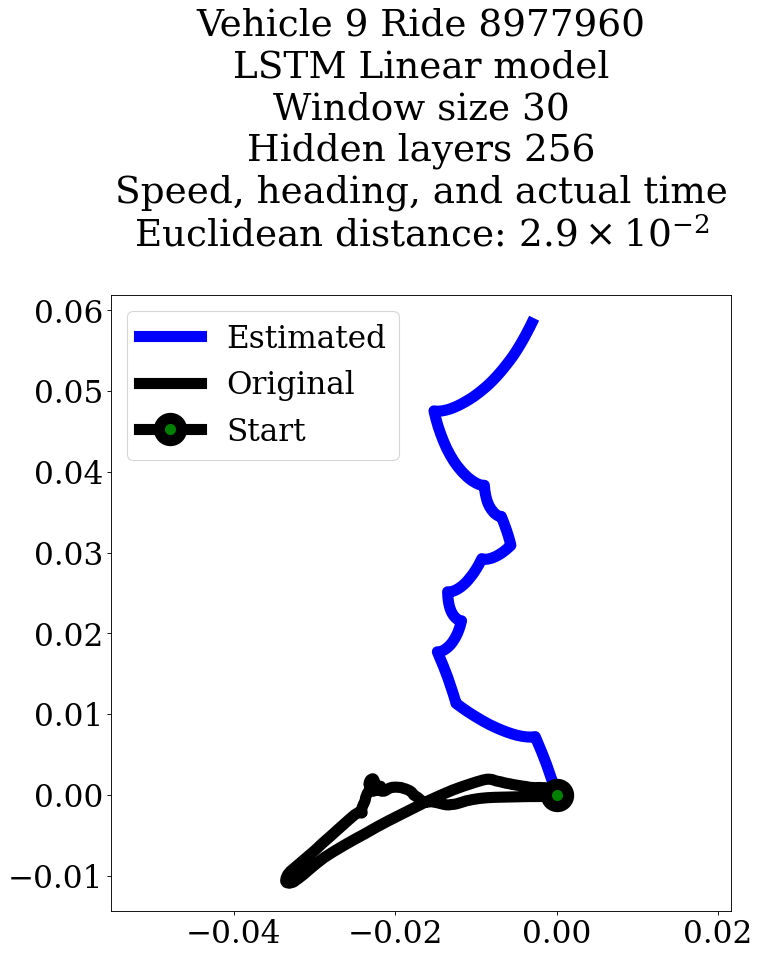 Vehicle 9 Ride 8977960
LSTM Linear model
Window size 30
Hidden layers 256
Speed, heading, and actual time
Euclidean distance: 2.9 × 10⁻²
Estimated
Original
Start
0.06
0.05
0.04
0.03
0.02
0.01
0.00
−0.01
−0.04
−0.02
0.00
0.02